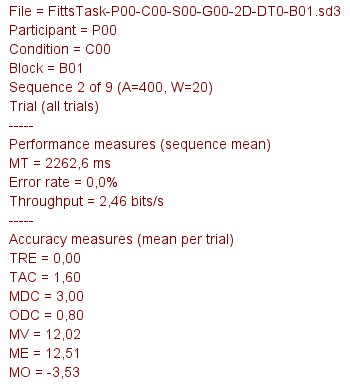 File = FittsTask-P00-C00-S00-G00-2D-DT0-B01.sd3
Participant = P00
Condition = C00
Block = B01
Sequence 2 of 9 (A=400, W=20)
Trial (all trials)
-----
Performance measures (sequence mean)
MT = 2262,6 ms
Error rate = 0,0%
Throughput = 2,46 bits/s
-----
Accuracy measures (mean per trial)
TRE = 0,00
TAC = 1,60
MDC = 3,00
ODC = 0,80
MV = 12,02
ME = 12,51
MO = -3,53